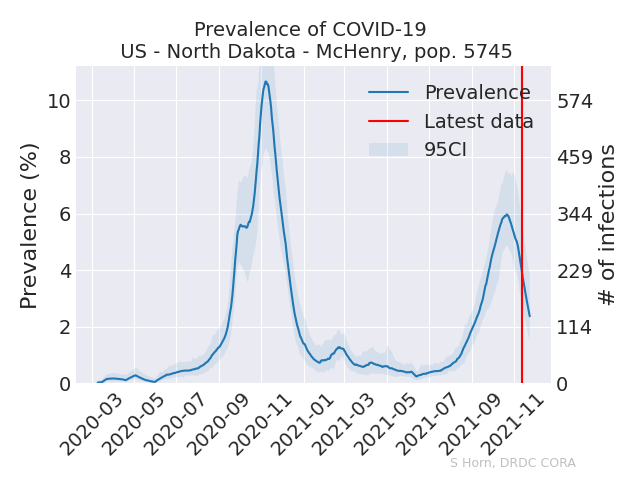 Prevalence of COVID-19
US - North Dakota - McHenry, pop. 5745
Prevalence
Latest data
95CI
Prevalence (%)
10
8
6
4
2
0
# of infections
574
459
344
229
114
0
2020-03
2020-05
2020-07
2020-09
2020-11
2021-01
2021-03
2021-05
2021-07
2021-09
2021-11
S Horn, DRDC CORA